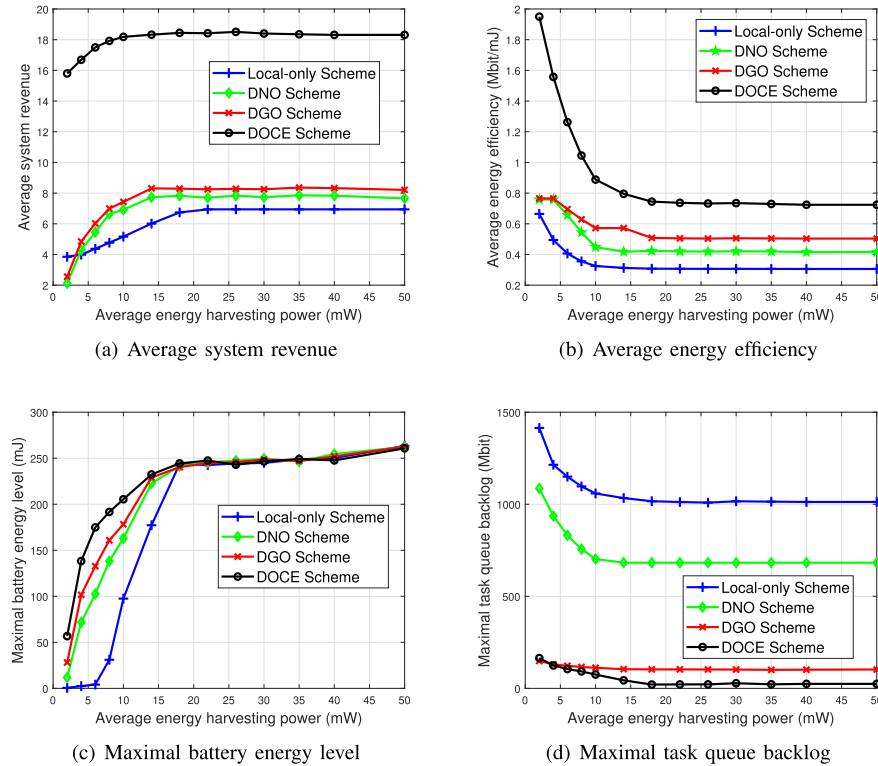 20
18
16
14
12
10
8
6
4
2
Average system revenue
Local-only Scheme
DNO Scheme
DGO Scheme
DOCE Scheme
0 5 10 15 20 25 30 35 40 45 50
Average energy harvesting power (mW)
(a) Average system revenue
2
1.8
1.6
1.4
1.2
1
0.8
0.6
0.4
0.2
Average energy efficiency (Mbit/mJ)
Local-only Scheme
DNO Scheme
DGO Scheme
DOCE Scheme
0 5 10 15 20 25 30 35 40 45 50
Average energy harvesting power (mW)
(b) Average energy efficiency
300
250
200
150
100
50
0
Maximal battery energy level (mJ)
Local-only Scheme
DNO Scheme
DGO Scheme
DOCE Scheme
0 5 10 15 20 25 30 35 40 45 50
Average energy harvesting power (mW)
(c) Maximal battery energy level
1500
1000
500
0
Maximal task queue backlog (Mbit)
Local-only Scheme
DNO Scheme
DGO Scheme
DOCE Scheme
0 5 10 15 20 25 30 35 40 45 50
Average energy harvesting power (mW)
(d) Maximal task queue backlog